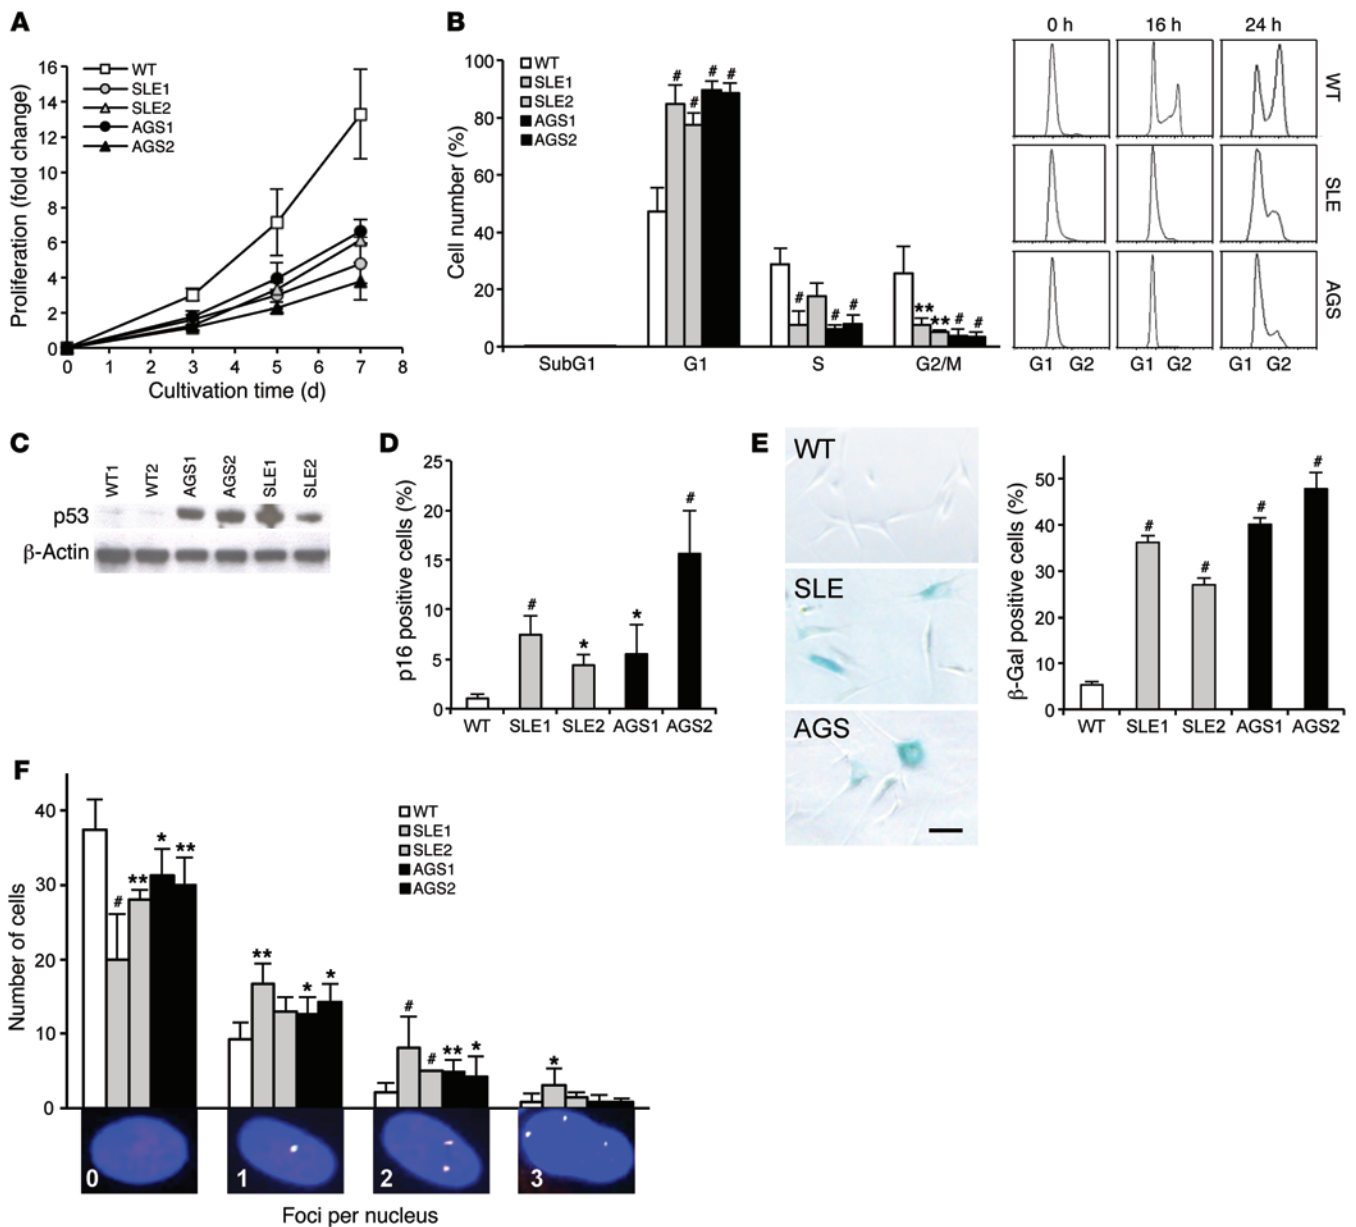 A
16
14
12
10
8
6
4
2
0
Proliferation (fold change)
WT
SLE1
SLE2
AGS1
AGS2
0 1 2 3 4 5 6 7 8
Cultivation time (d)
B
100
80
60
40
20
0
Cell number (%)
WT
SLE1
SLE2
AGS1
AGS2
# # # #
# # #
** ** # #
SubG1 G1 S G2/M
0 h 16 h 24 h
WT
SLE
AGS
G1 G2 G1 G2 G1 G2
C
WT1 WT2 AGS1 AGS2 SLE1 SLE2
p53
β-Actin
D
25
20
15
10
5
0
p16 positive cells (%)
# * * #
WT SLE1 SLE2 AGS1 AGS2
E
WT
SLE
AGS
50
40
30
20
10
0
β-Gal positive cells (%)
# # # #
WT SLE1 SLE2 AGS1 AGS2
F
40
30
20
10
0
Number of cells
WT
SLE1
SLE2
AGS1
AGS2
# ** * **
** * *
# # ** *
*
0 1 2 3
Foci per nucleus